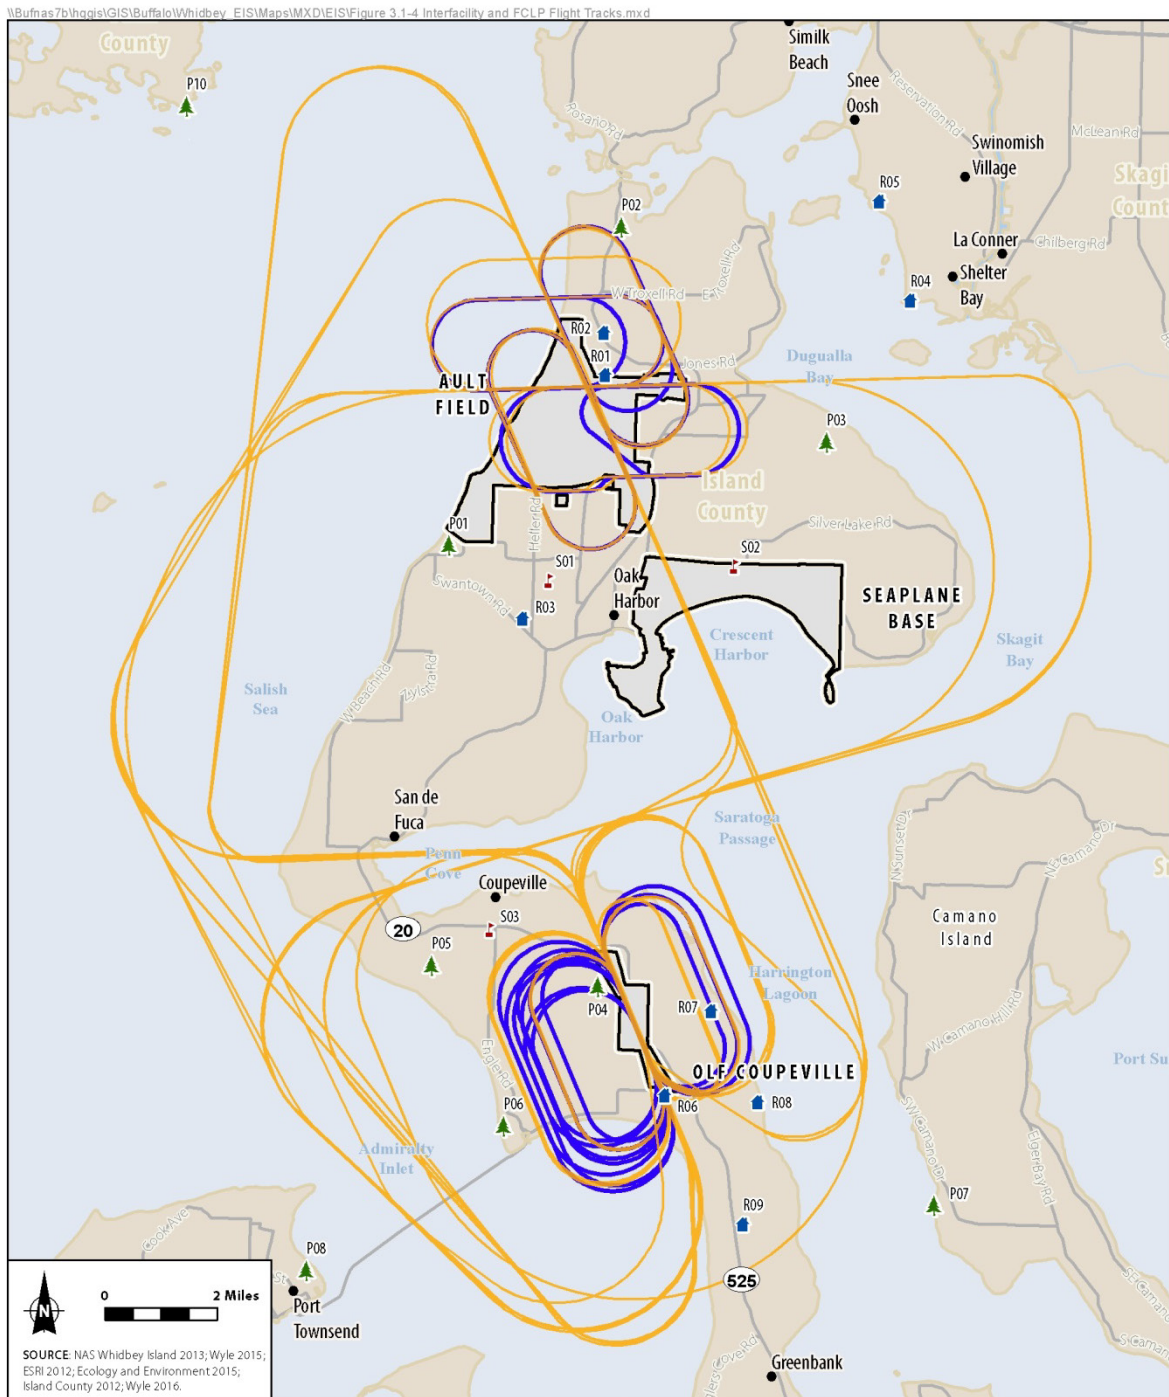 \\Bufnas7b\hqgis\GIS\Buffalo\Whidbey_EIS\Maps\MXD\EIS\Figure 3.1-4 Interfacility and FCLP Flight Tracks.mxd
County
P10
Similk
Beach
Snee
Oosh
Rosario Rd
Reservation Rd
McLean Rd
Swinomish
Village
Skagi
Count
R05
P02
La Conner
Chilberg Rd
Shelter
Bay
R04
W Troxell Rd
E Troxell Rd
R02
R01
Jones Rd
Dugualla
Bay
AULT
FIELD
P03
Island
County
Silver Lake Rd
P01
Heller Rd
S01
S02
Oak
Harbor
Swantown Rd
R03
SEAPLANE
BASE
Crescent
Harbor
Skagit
Bay
W Beach Rd
Zylstra Rd
Salish
Sea
Oak
Harbor
San de
Fuca
Saratoga
Passage
N Sunset Dr
NE Camano Dr
Penn
Cove
Coupeville
S03
20
Camano
Island
P05
Harrington
Lagoon
P04
R07
W Camano Hill Rd
Port Su
Engle Rd
OLF COUPEVILLE
R06
R08
P06
SW Camano Dr
Elger Bay Rd
Admiralty
Inlet
P07
R09
Cook Ave
P08
St
525
Port
Townsend
SE Camano
S Camano
Greenbank
N
0 2 Miles
SOURCE: NAS Whidbey Island 2013; Wyle 2015;
ESRI 2012; Ecology and Environment 2015;
Island County 2012; Wyle 2016.